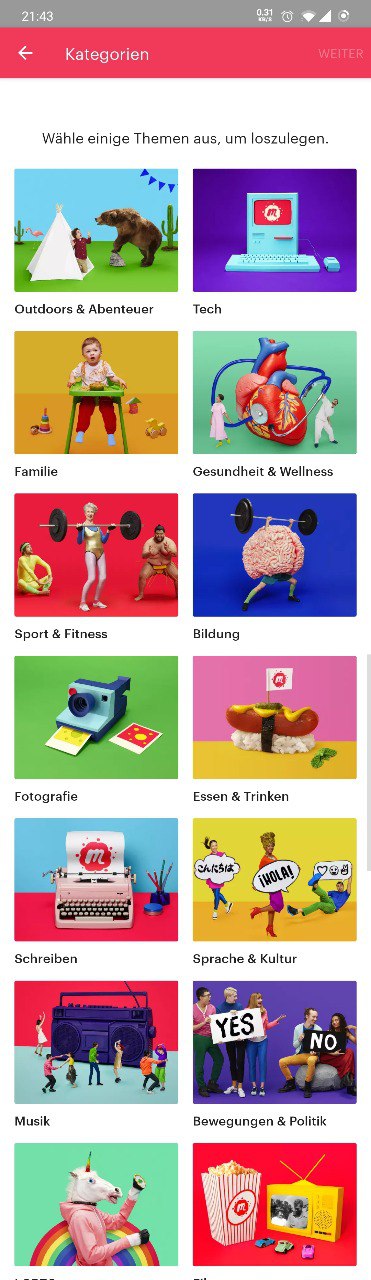 21:43
0.31
KB/s
Kategorien
WEITER
Wähle einige Themen aus, um loszulegen.
Outdoors & Abenteuer
Tech
Familie
Gesundheit & Wellness
Sport & Fitness
Bildung
Fotografie
Essen & Trinken
m
こんにちは
¡HOLA!
Schreiben
Sprache & Kultur
YES
NO
Musik
Bewegungen & Politik